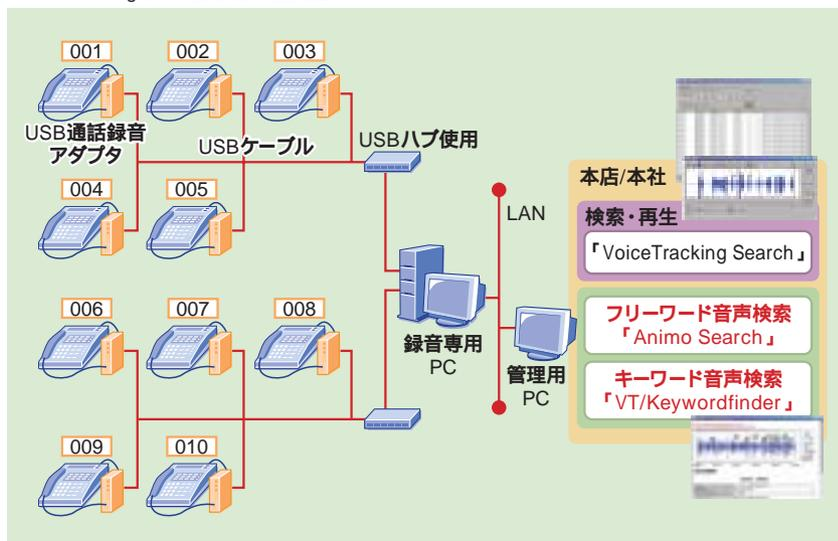 001
002
003
USB通話録音
アダプタ
USBケーブル
USBハブ使用
004
005
本店/本社
LAN
検索・再生
「VoiceTracking Search」
006
007
008
録音専用
PC
管理用
PC
フリーワード音声検索
「Animo Search」
キーワード音声検索
「VT/Keywordfinder」
009
010